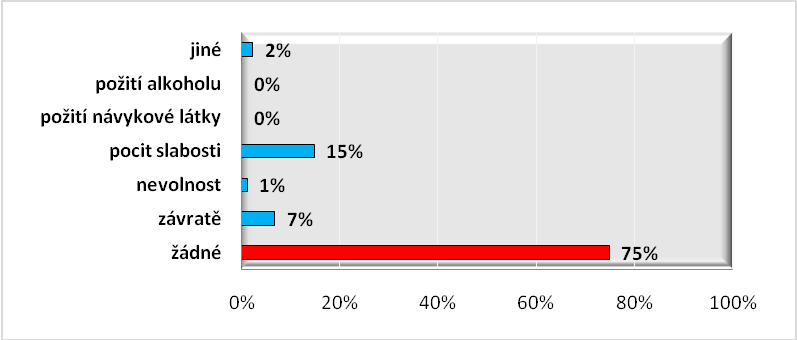 jiné 2%
požití alkoholu 0%
požití návykové látky 0%
pocit slabosti 15%
nevolnost 1%
závratě 7%
žádné 75%
0% 20% 40% 60% 80% 100%